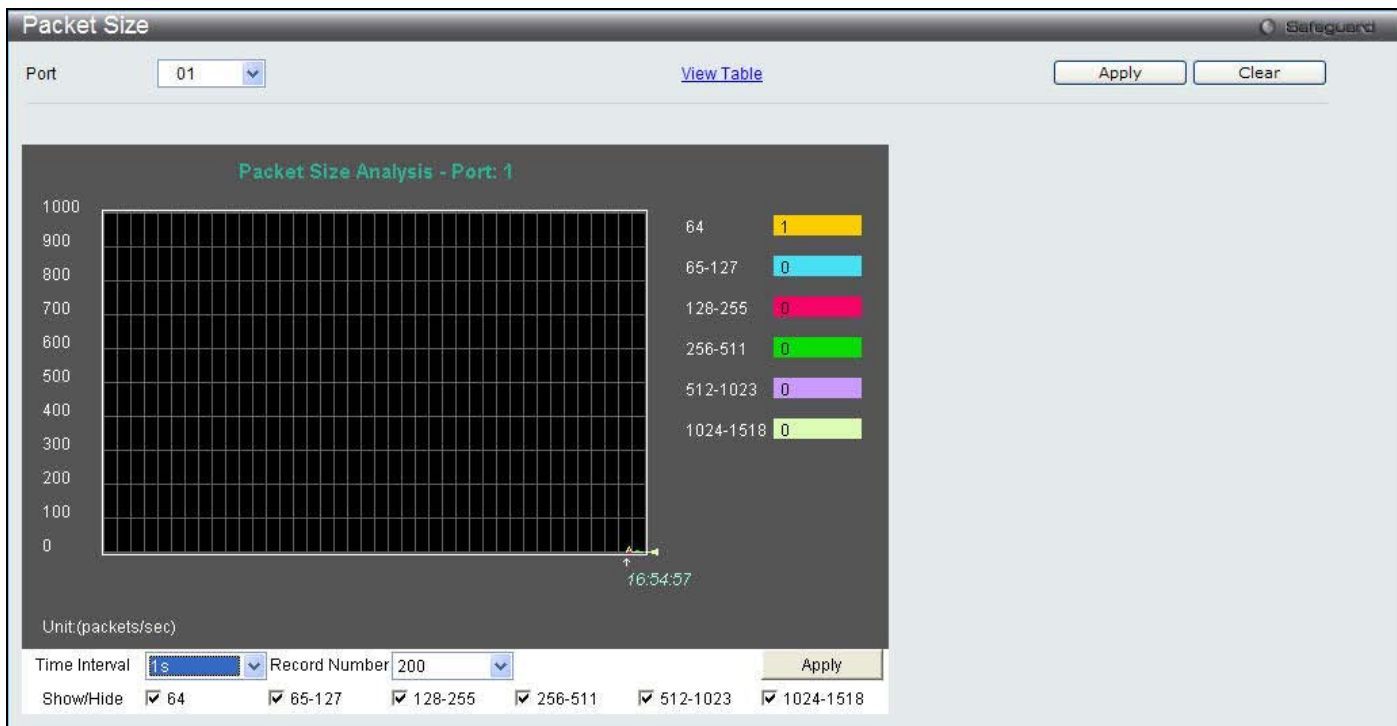 Packet Size
Safeguard
Port 01 View Table Apply Clear
Packet Size Analysis - Port: 1
1000
900
800
700
600
500
400
300
200
100
0
64 1
65-127 0
128-255 0
256-511 0
512-1023 0
1024-1518 0
16:54:57
Unit:(packets/sec)
Time Interval 1s Record Number 200 Apply
Show/Hide 64 65-127 128-255 256-511 512-1023 1024-1518